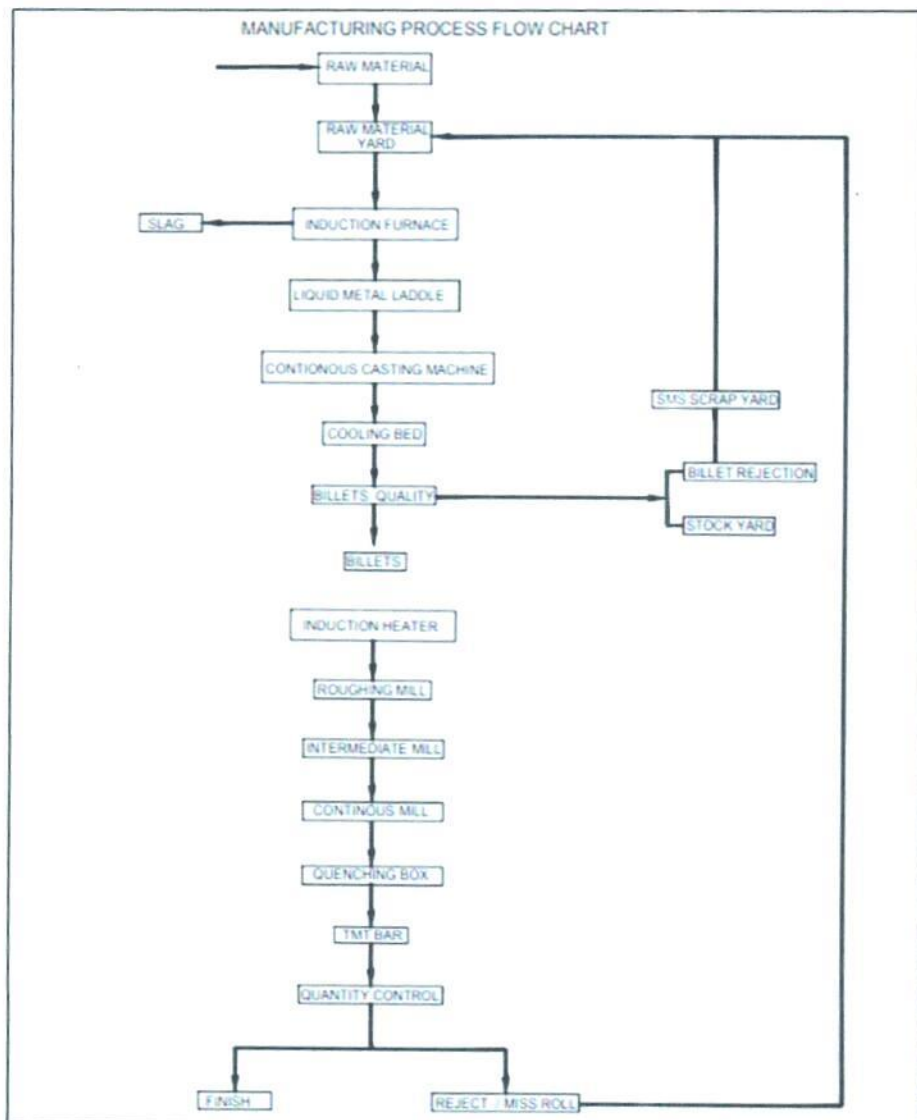 MANUFACTURING PROCESS FLOW CHART
RAW MATERIAL
RAW MATERIAL
YARD
SLAG
INDUCTION FURNACE
LIQUID METAL LADDLE
CONTIONOUS CASTING MACHINE
SMS SCRAP YARD
COOLING BED
BILLET REJECTION
BILLETS QUALITY
STOCK YARD
BILLETS
INDUCTION HEATER
ROUGHING MILL
INTERMEDIATE MILL
CONTINOUS MILL
QUENCHING BOX
TMT BAR
QUANTITY CONTROL
FINISH
REJECT / MISS ROLL